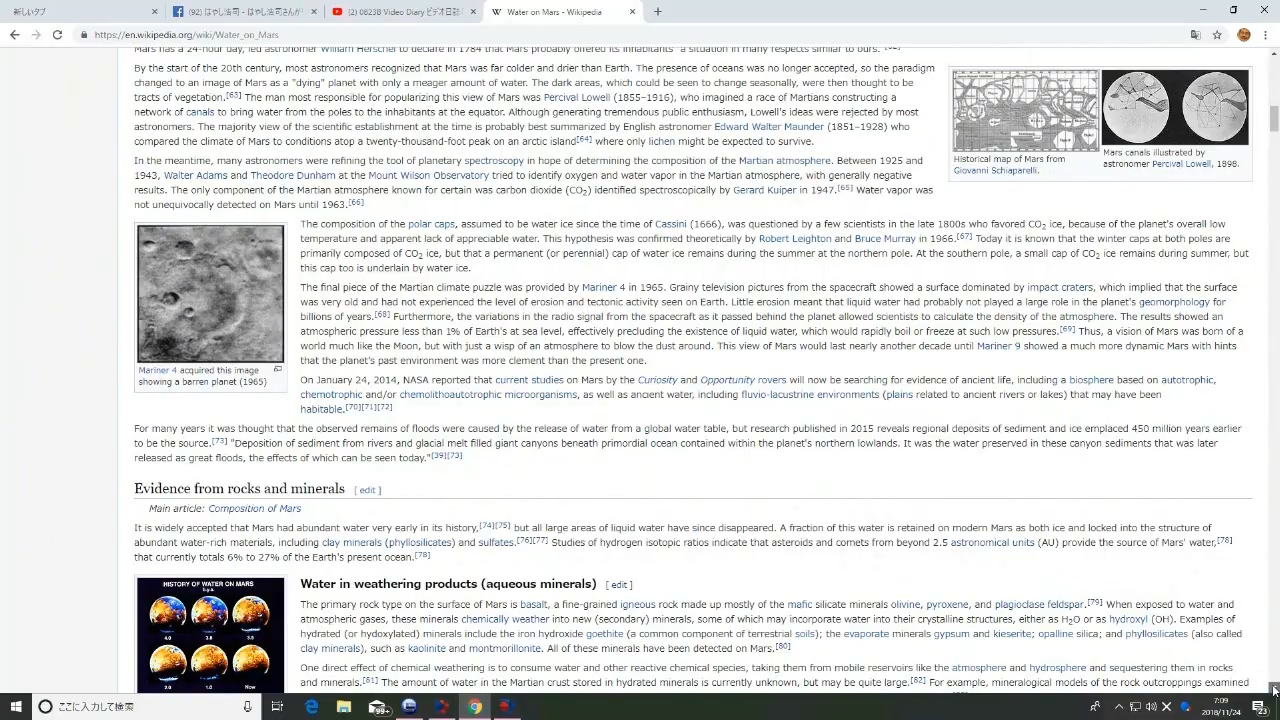 新しいタブ
(92) はやし浩司 - はやし浩司さんが
(2) 0823B Video Diary ビデオ日記
Water on Mars - Wikipedia
https://en.wikipedia.org/wiki/Water_on_Mars
Mars has a 24-hour day, led astronomer William Herschel to declare in 1784 that Mars probably offered its inhabitants "a situation in many respects similar to ours."
By the start of the 20th century, most astronomers recognized that Mars was far colder and drier than Earth. The presence of oceans was no longer accepted, so the paradigm
changed to an image of Mars as a "dying" planet with only a meager amount of water. The dark areas, which could be seen to change seasonally, were then thought to be
tracts of vegetation.[63] The man most responsible for popularizing this view of Mars was Percival Lowell (1855–1916), who imagined a race of Martians constructing a
network of canals to bring water from the poles to the inhabitants at the equator. Although generating tremendous public enthusiasm, Lowell's ideas were rejected by most
astronomers. The majority view of the scientific establishment at the time is probably best summarized by English astronomer Edward Walter Maunder (1851–1928) who
compared the climate of Mars to conditions atop a twenty-thousand-foot peak on an arctic island[64] where only lichen might be expected to survive.
Historical map of Mars from
Giovanni Schiaparelli.
Mars canals illustrated by
astronomer Percival Lowell, 1898.
In the meantime, many astronomers were refining the tool of planetary spectroscopy in hope of determining the composition of the Martian atmosphere. Between 1925 and
1943, Walter Adams and Theodore Dunham at the Mount Wilson Observatory tried to identify oxygen and water vapor in the Martian atmosphere, with generally negative
results. The only component of the Martian atmosphere known for certain was carbon dioxide (CO2) identified spectroscopically by Gerard Kuiper in 1947.[65] Water vapor was
not unequivocally detected on Mars until 1963.[66]
The composition of the polar caps, assumed to be water ice since the time of Cassini (1666), was questioned by a few scientists in the late 1800s who favored CO2 ice, because of the planet's overall low
temperature and apparent lack of appreciable water. This hypothesis was confirmed theoretically by Robert Leighton and Bruce Murray in 1966.[67] Today it is known that the winter caps at both poles are
primarily composed of CO2 ice, but that a permanent (or perennial) cap of water ice remains during the summer at the northern pole. At the southern pole, a small cap of CO2 ice remains during summer, but
this cap too is underlain by water ice.
The final piece of the Martian climate puzzle was provided by Mariner 4 in 1965. Grainy television pictures from the spacecraft showed a surface dominated by impact craters, which implied that the surface
was very old and had not experienced the level of erosion and tectonic activity seen on Earth. Little erosion meant that liquid water had probably not played a large role in the planet's geomorphology for
billions of years.[68] Furthermore, the variations in the radio signal from the spacecraft as it passed behind the planet allowed scientists to calculate the density of the atmosphere. The results showed an
atmospheric pressure less than 1% of Earth's at sea level, effectively precluding the existence of liquid water, which would rapidly boil or freeze at such low pressures.[69] Thus, a vision of Mars was born of a
world much like the Moon, but with just a wisp of an atmosphere to blow the dust around. This view of Mars would last nearly another decade until Mariner 9 showed a much more dynamic Mars with hints
that the planet's past environment was more clement than the present one.
Mariner 4 acquired this image
showing a barren planet (1965)
On January 24, 2014, NASA reported that current studies on Mars by the Curiosity and Opportunity rovers will now be searching for evidence of ancient life, including a biosphere based on autotrophic,
chemotrophic and/or chemolithoautotrophic microorganisms, as well as ancient water, including fluvio-lacustrine environments (plains related to ancient rivers or lakes) that may have been
habitable.[70][71][72]
For many years it was thought that the observed remains of floods were caused by the release of water from a global water table, but research published in 2015 reveals regional deposits of sediment and ice emplaced 450 million years earlier
to be the source.[73] "Deposition of sediment from rivers and glacial melt filled giant canyons beneath primordial ocean contained within the planet's northern lowlands. It was the water preserved in these canyon sediments that was later
released as great floods, the effects of which can be seen today."[39][73]
Evidence from rocks and minerals [ edit ]
Main article: Composition of Mars
It is widely accepted that Mars had abundant water very early in its history,[74][75] but all large areas of liquid water have since disappeared. A fraction of this water is retained on modern Mars as both ice and locked into the structure of
abundant water-rich materials, including clay minerals (phyllosilicates) and sulfates.[76][77] Studies of hydrogen isotopic ratios indicate that asteroids and comets from beyond 2.5 astronomical units (AU) provide the source of Mars' water,[78]
that currently totals 6% to 27% of the Earth's present ocean.[78]
HISTORY OF WATER ON MARS
b.y.a.
4.0 3.8 3.5
2.0 1.0 Now
Water in weathering products (aqueous minerals) [ edit ]
The primary rock type on the surface of Mars is basalt, a fine-grained igneous rock made up mostly of the mafic silicate minerals olivine, pyroxene, and plagioclase feldspar.[79] When exposed to water and
atmospheric gases, these minerals chemically weather into new (secondary) minerals, some of which may incorporate water into their crystalline structures, either as H2O or as hydroxyl (OH). Examples of
hydrated (or hydoxylated) minerals include the iron hydroxide goethite (a common component of terrestrial soils); the evaporate minerals gypsum and kieserite; opalline silica; and phyllosilicates (also called
clay minerals), such as kaolinite and montmorillonite. All of these minerals have been detected on Mars.[80]
One direct effect of chemical weathering is to consume water and other reactive chemical species, taking them from mobile reservoirs like the atmosphere and hydrosphere and sequestering them in rocks
and minerals.[81] The amount of water in the Martian crust stored in hydrated minerals is currently unknown, but may be quite large.[82] For example, mineralogical models of the rock outcroppings examined
ここに入力して検索
99+
7:09
2018/11/24
23